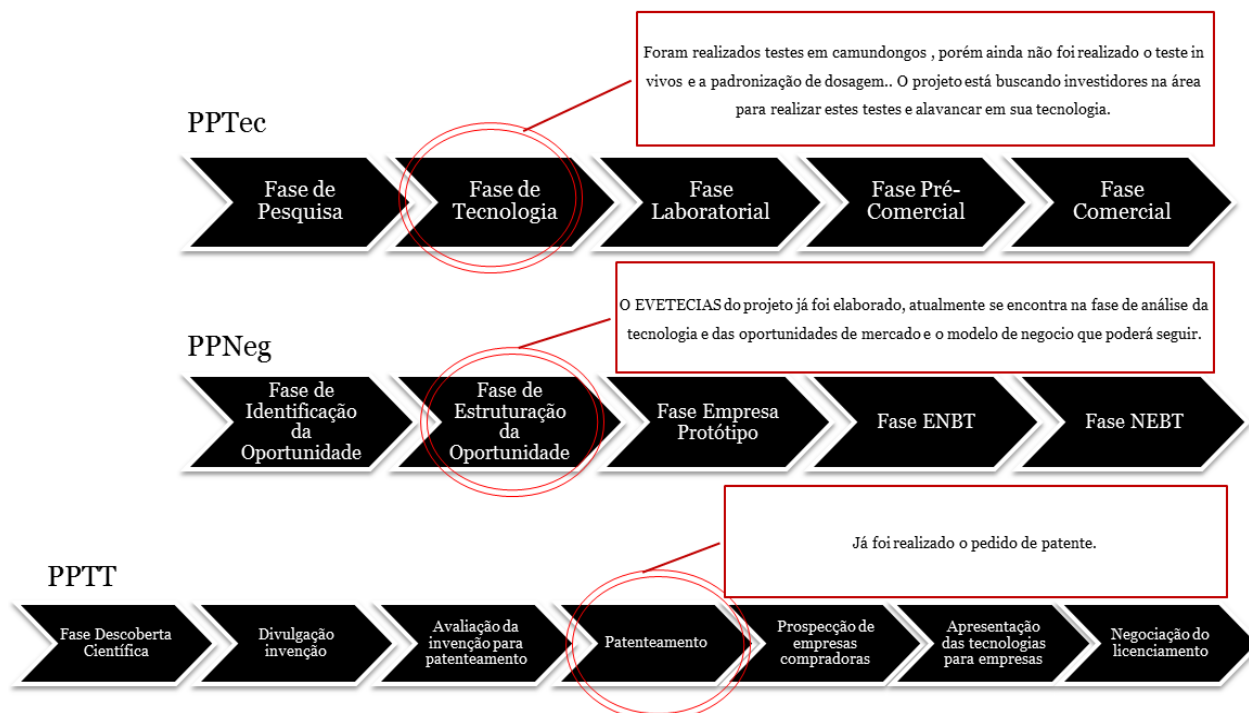 Foram realizados testes em camundongos , porém ainda não foi realizado o teste in
vivos e a padronização de dosagem.. O projeto está buscando investidores na área
para realizar estes testes e alavancar em sua tecnologia.
PPTec
Fase de
Pesquisa
Fase de
Tecnologia
Fase
Laboratorial
Fase Pré-
Comercial
Fase
Comercial
O EVETECIAS do projeto já foi elaborado, atualmente se encontra na fase de análise da
tecnologia e das oportunidades de mercado e o modelo de negocio que poderá seguir.
PPNeg
Fase de
Identificação
da
Oportunidade
Fase de
Estruturação
da
Oportunidade
Fase Empresa
Protótipo
Fase ENBT
Fase NEBT
Já foi realizado o pedido de patente.
PPTT
Fase Descoberta
Científica
Divulgação
invenção
Avaliação da
invenção para
patenteamento
Patenteamento
Prospecção de
empresas
compradoras
Apresentação
das tecnologias
para empresas
Negociação do
licenciamento